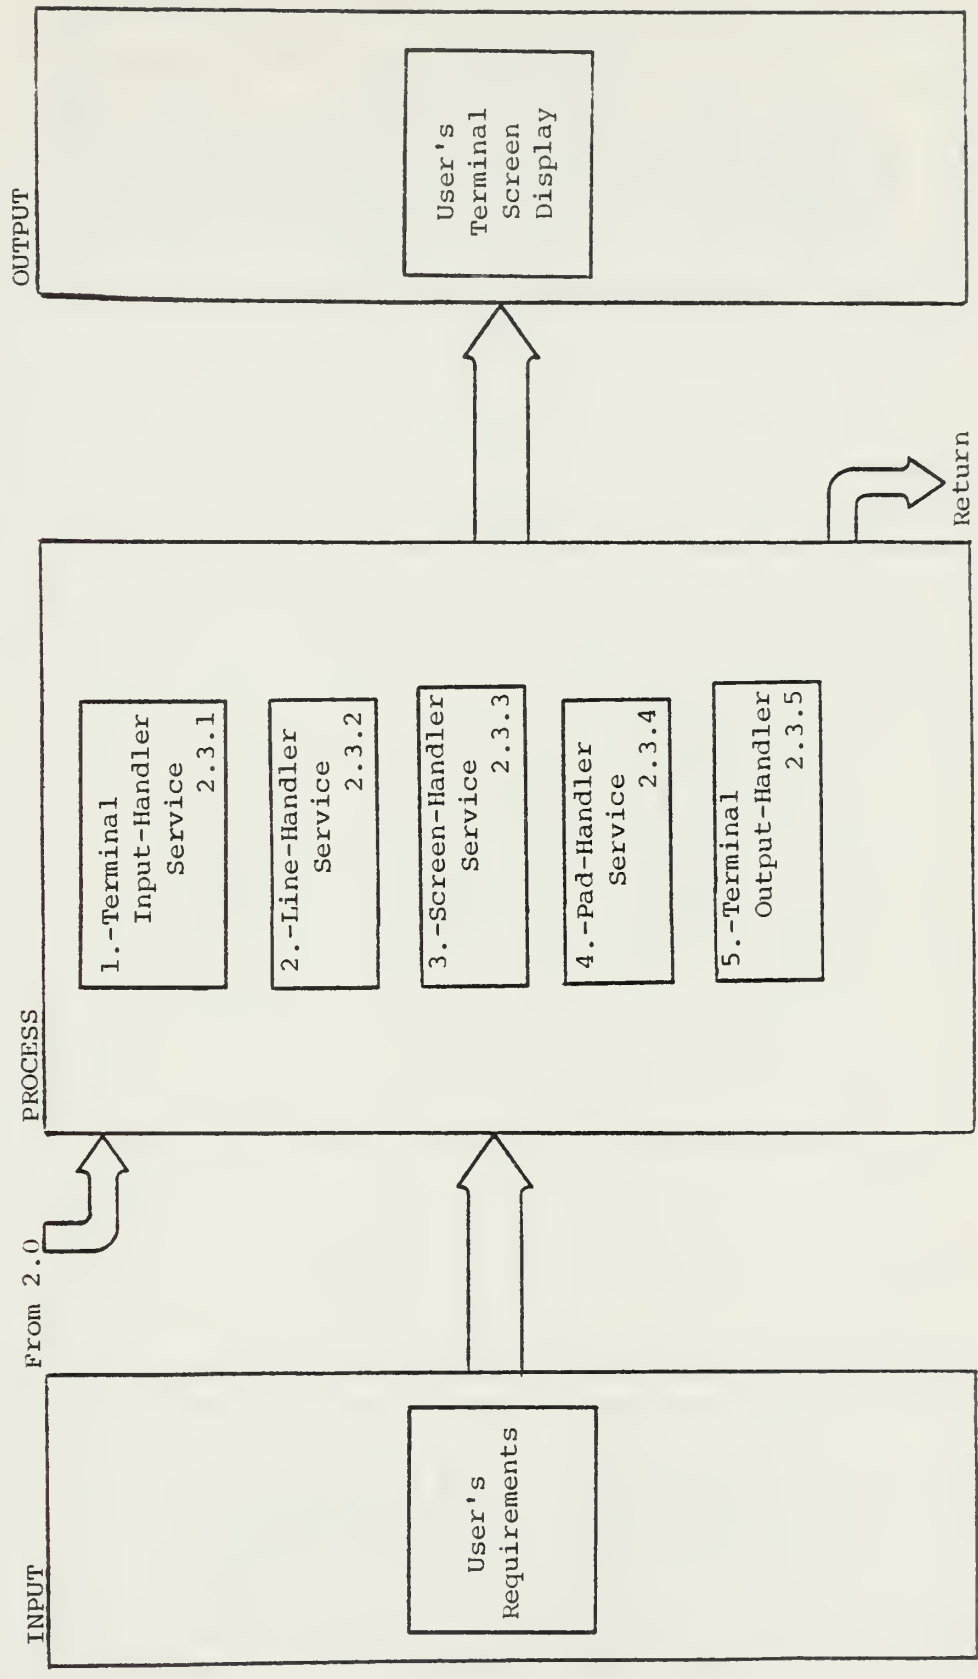 INPUT
User's
Requirements
From 2.0
PROCESS
1.-Terminal
Input-Handler
Service
2.3.1
2.-Line-Handler
Service
2.3.2
3.-Screen-Handler
Service
2.3.3
4.-Pad-Handler
Service
2.3.4
5.-Terminal
Output-Handler
2.3.5
Return
OUTPUT
User's
Terminal
Screen
Display